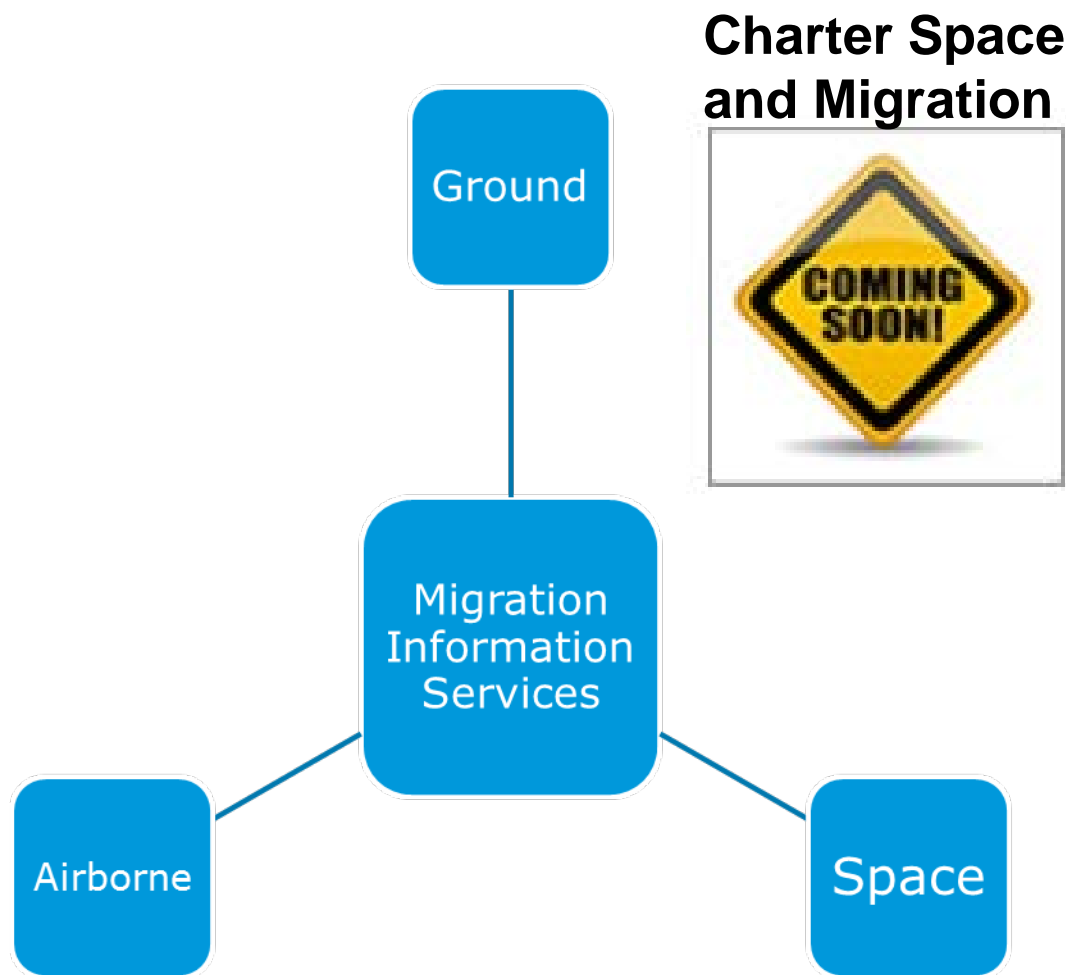 Charter Space
and Migration
COMING
SOON!
Ground
Migration
Information
Services
Airborne
Space